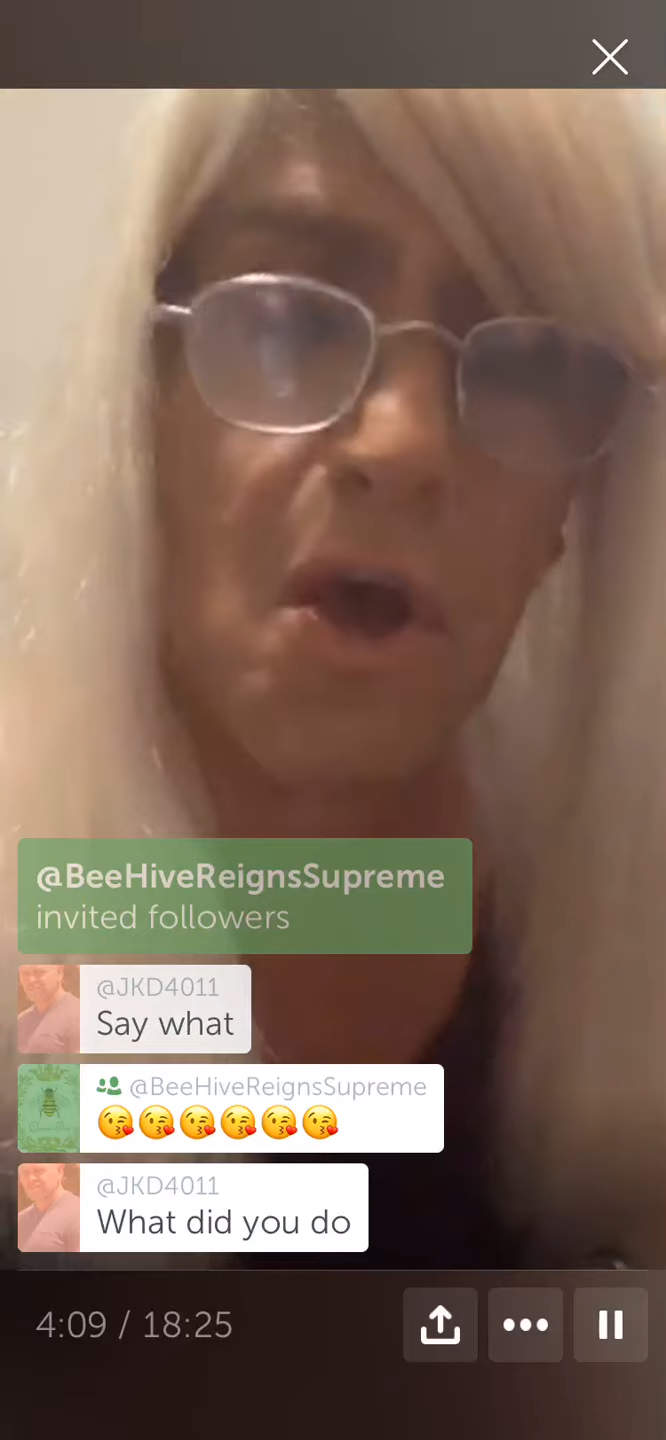 @BeeHiveReignsSupreme
invited followers
@JKD4011
Say what
@BeeHiveReignsSupreme
😘😘😘😘😘😘
@JKD4011
What did you do
4:09 / 18:25